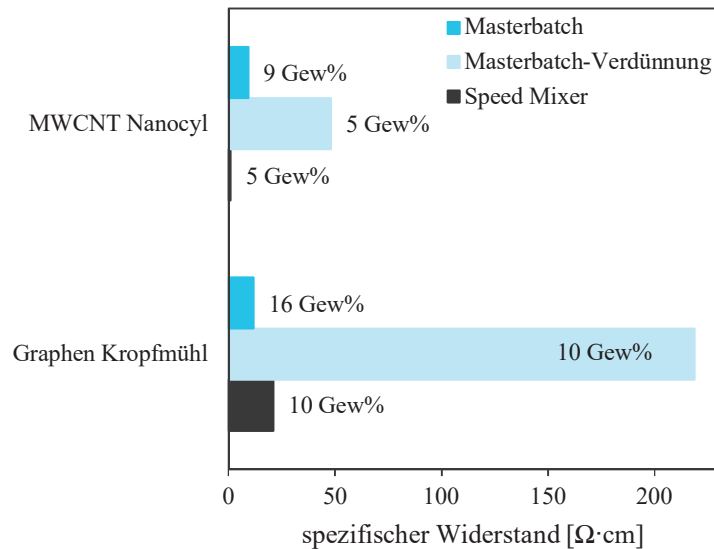 Masterbatch
Masterbatch-Verdünnung
Speed Mixer
MWCNT Nanocyl
9 Gew%
5 Gew%
5 Gew%
Graphen Kropfmühl
16 Gew%
10 Gew%
10 Gew%
0 50 100 150 200
spezifischer Widerstand [Ω·cm]